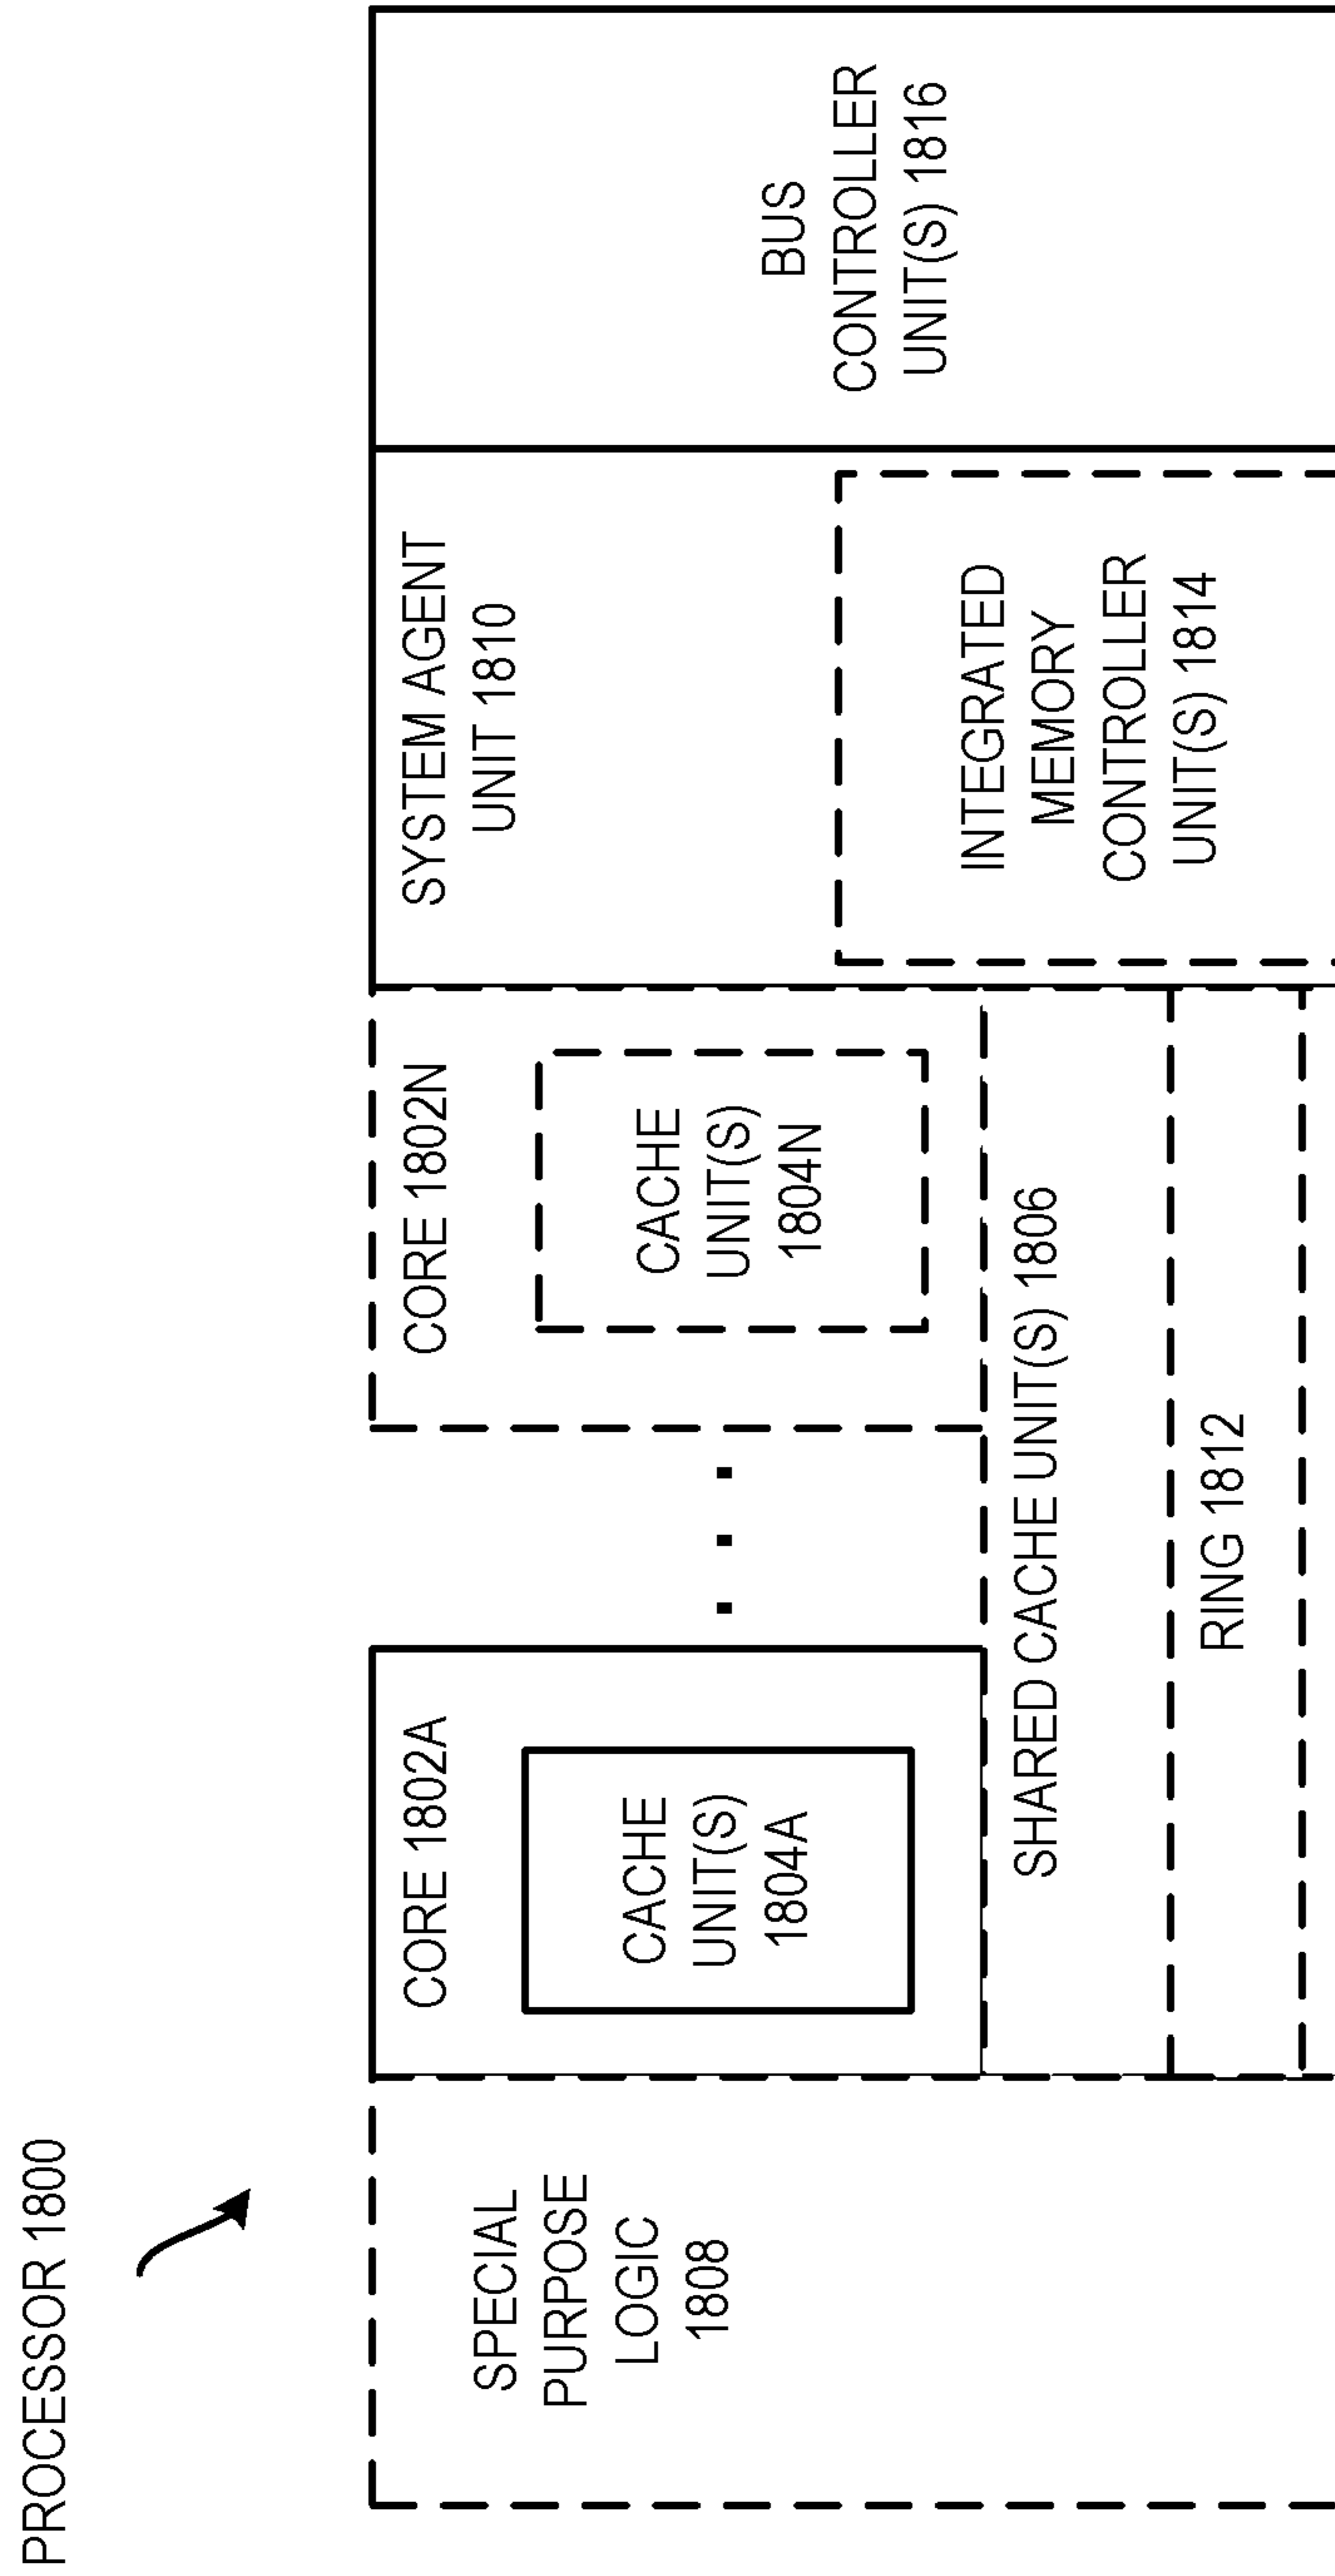 PROCESSOR 1800
SPECIAL
PURPOSE
LOGIC
1808
CORE 1802A
CACHE
UNIT(S)
1804A
CORE 1802N
CACHE
UNIT(S)
1804N
SHARED CACHE UNIT(S) 1806
RING 1812
SYSTEM AGENT
UNIT 1810
INTEGRATED
MEMORY
CONTROLLER
UNIT(S) 1814
BUS
CONTROLLER
UNIT(S) 1816